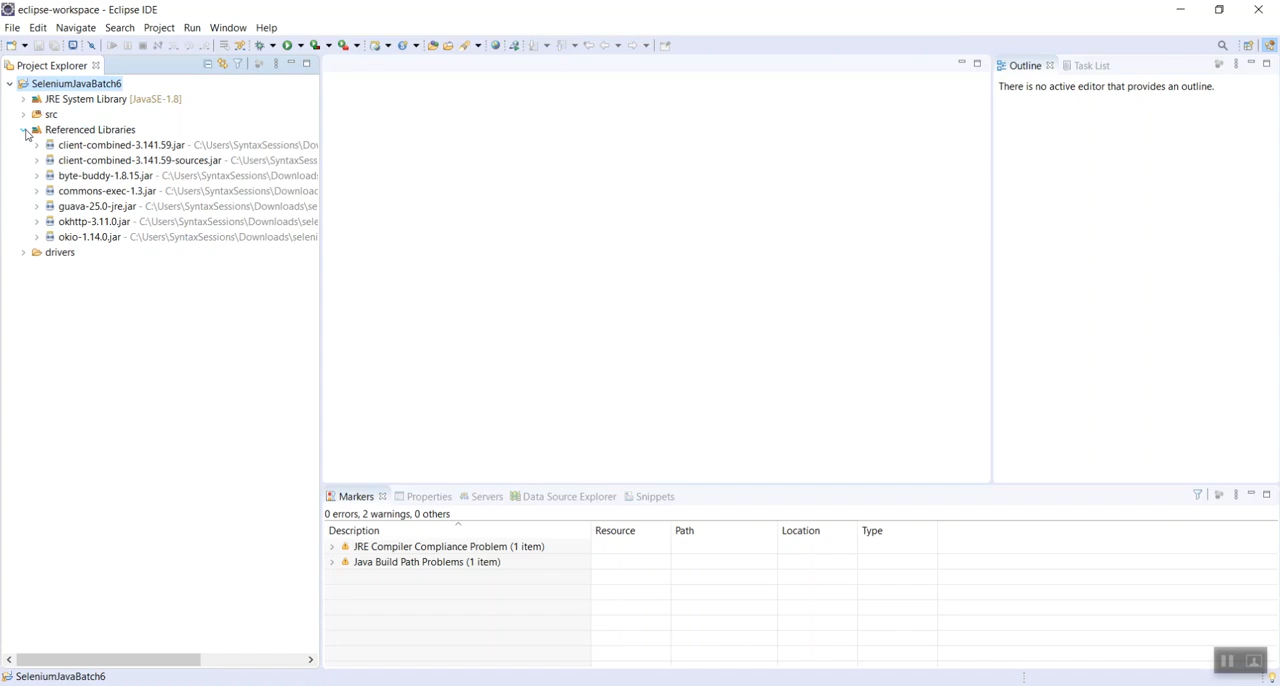 eclipse-workspace - Eclipse IDE
File Edit Navigate Search Project Run Window Help
Project Explorer
SeleniumJavaBatch6
JRE System Library [JavaSE-1.8]
src
Referenced Libraries
client-combined-3.141.59.jar - C:\Users\SyntaxSessions\Do
client-combined-3.141.59-sources.jar - C:\Users\SyntaxSess
byte-buddy-1.8.15.jar - C:\Users\SyntaxSessions\Downloads
commons-exec-1.3.jar - C:\Users\SyntaxSessions\Downloac
guava-25.0-jre.jar - C:\Users\SyntaxSessions\Downloads\se
okhttp-3.11.0.jar - C:\Users\SyntaxSessions\Downloads\sele
okio-1.14.0.jar - C:\Users\SyntaxSessions\Downloads\seleni
drivers
Outline Task List
There is no active editor that provides an outline.
Markers Properties Servers Data Source Explorer Snippets
0 errors, 2 warnings, 0 others
Description Resource Path Location Type
JRE Compiler Compliance Problem (1 item)
Java Build Path Problems (1 item)
SeleniumJavaBatch6